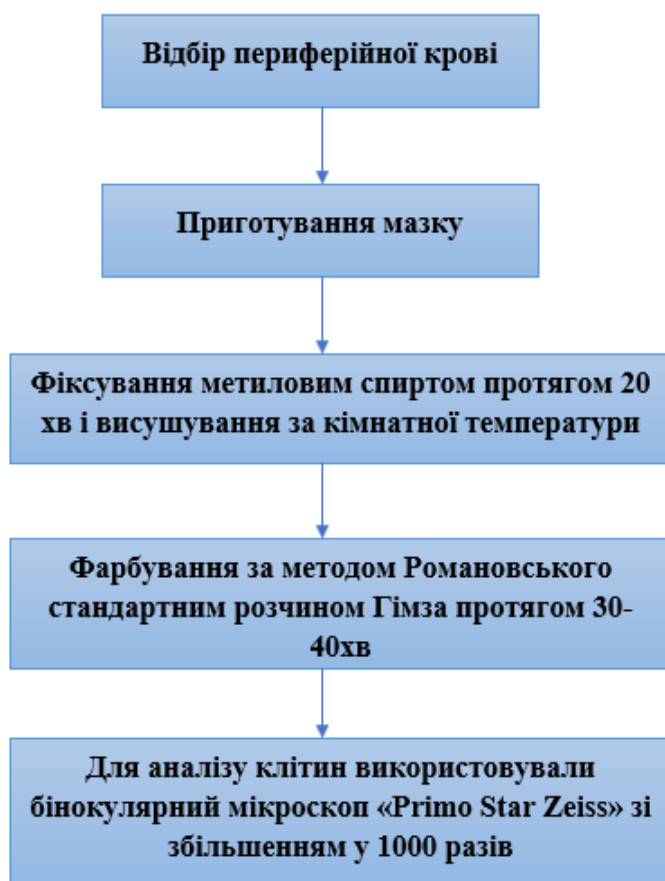 Відбір периферійної крові
Приготування мазку
Фіксування метиловим спиртом протягом 20
хв і висушування за кімнатної температури
Фарбування за методом Романовського
стандартним розчином Гімза протягом 30-
40хв
Для аналізу клітин використовували
бінокулярний мікроскоп «Primo Star Zeiss» зі
збільшенням у 1000 разів